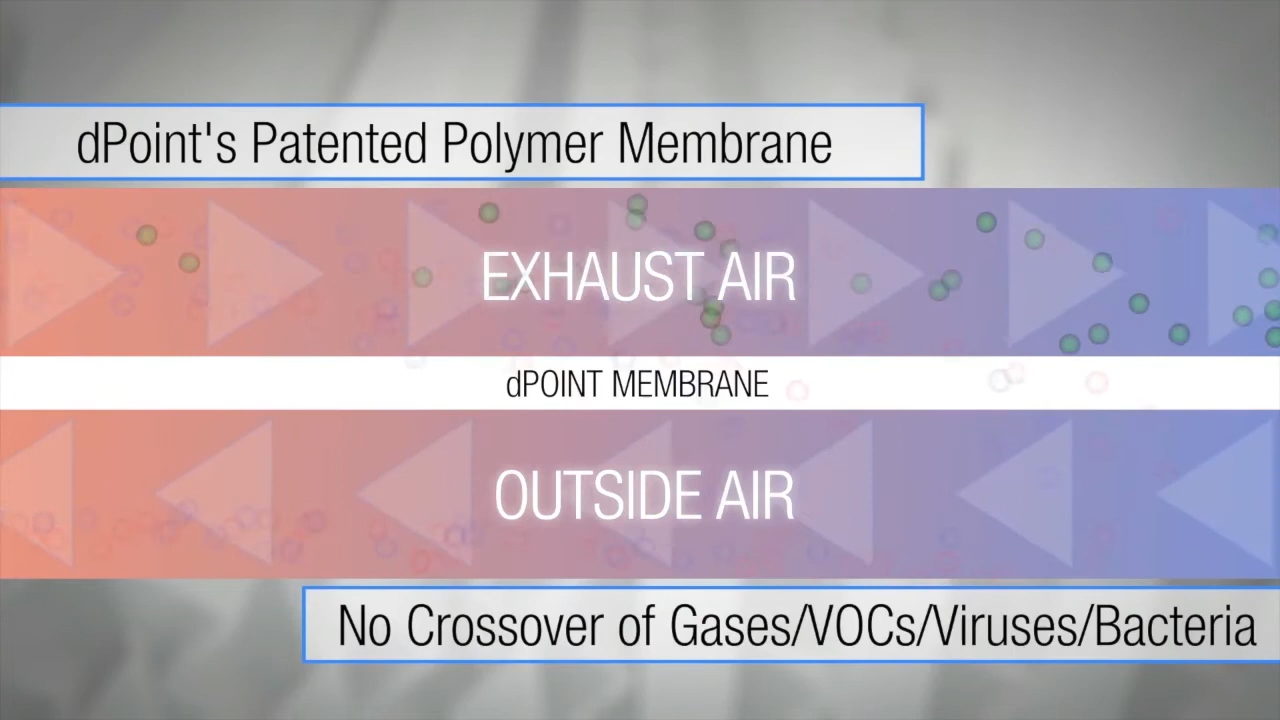 dPoint's Patented Polymer Membrane
EXHAUST AIR
dPOINT MEMBRANE
OUTSIDE AIR
No Crossover of Gases/VOCs/Viruses/Bacteria